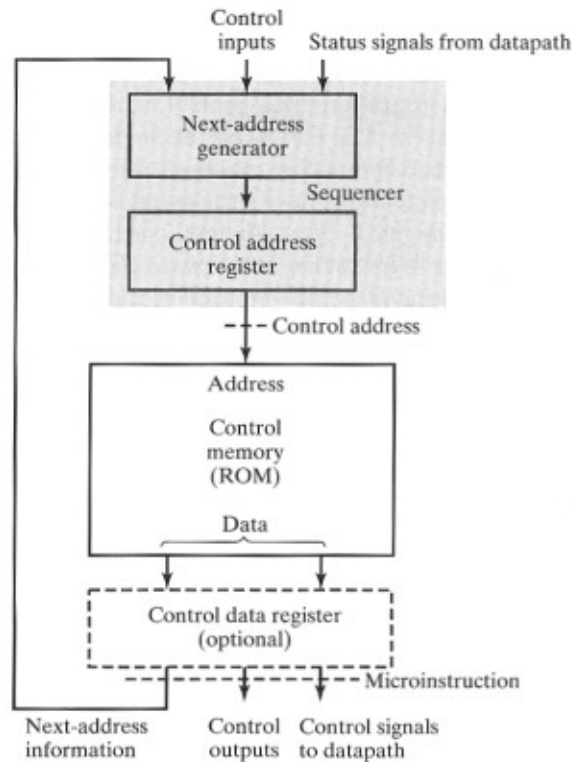 Control
inputs
Status signals from datapath
Next-address
generator
Sequencer
Control address
register
Control address
Address
Control
memory
(ROM)
Data
Control data register
(optional)
Microinstruction
Next-address
information
Control
outputs
Control signals
to datapath